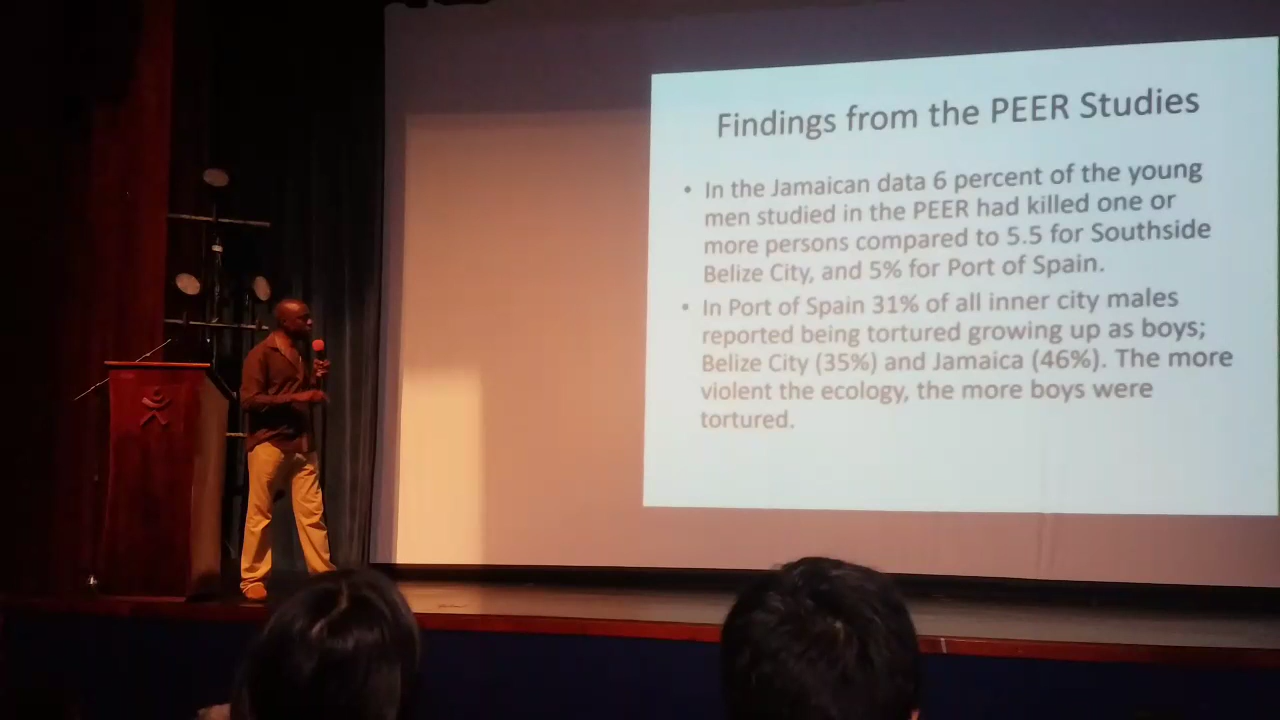 Findings from the PEER Studies
• In the Jamaican data 6 percent of the young
men studied in the PEER had killed one or
more persons compared to 5.5 for Southside
Belize City, and 5% for Port of Spain.
• In Port of Spain 31% of all inner city males
reported being tortured growing up as boys;
Belize City (35%) and Jamaica (46%). The more
violent the ecology, the more boys were
tortured.